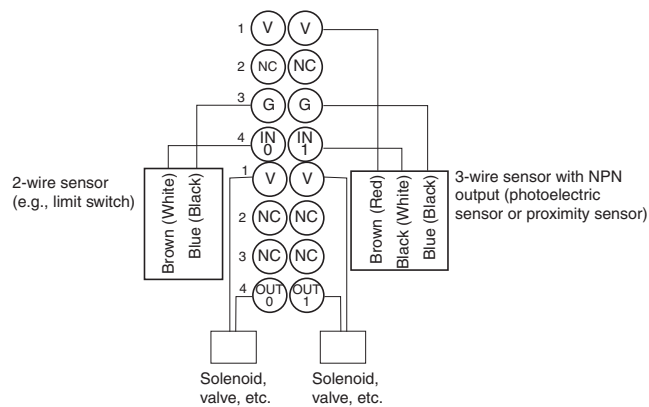 1 V V
2 NC NC
3 G G
4 IN 0 IN 1
1 V V
2 NC NC
3 NC NC
4 OUT 0 OUT 1
2-wire sensor
(e.g., limit switch)
Brown (White)
Blue (Black)
Brown (Red)
Black (White)
Blue (Black)
3-wire sensor with NPN
output (photoelectric
sensor or proximity sensor)
Solenoid,
valve, etc.
Solenoid,
valve, etc.